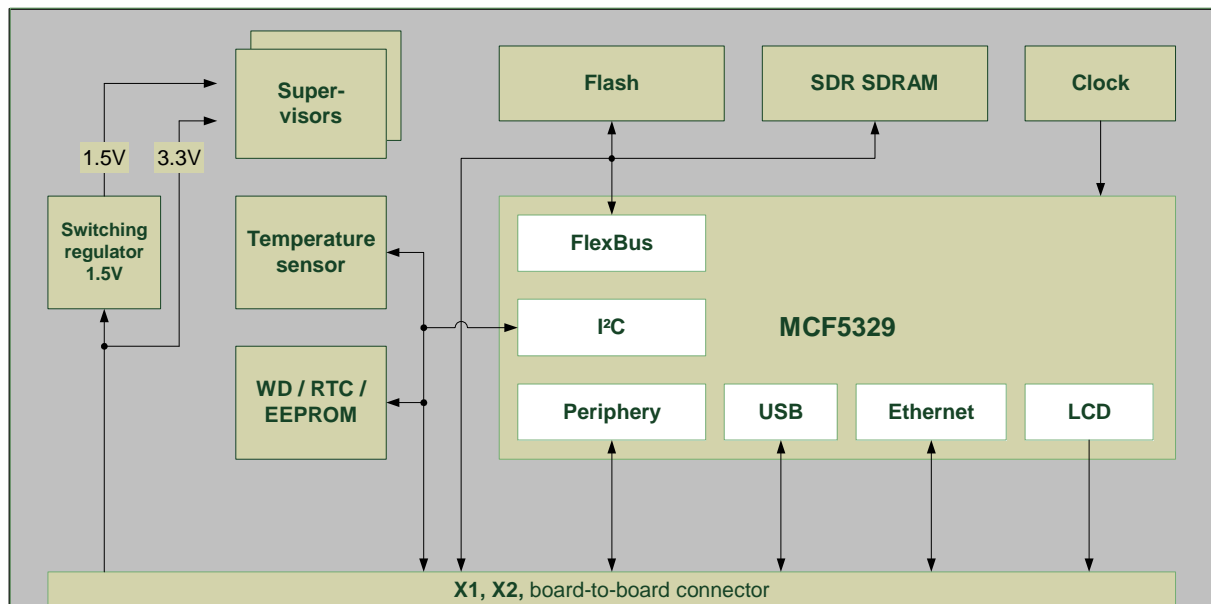 Super-
visors
Flash
SDR SDRAM
Clock
1.5V
3.3V
Switching
regulator
1.5V
Temperature
sensor
FlexBus
I²C
MCF5329
WD / RTC /
EEPROM
Periphery
USB
Ethernet
LCD
X1, X2, board-to-board connector